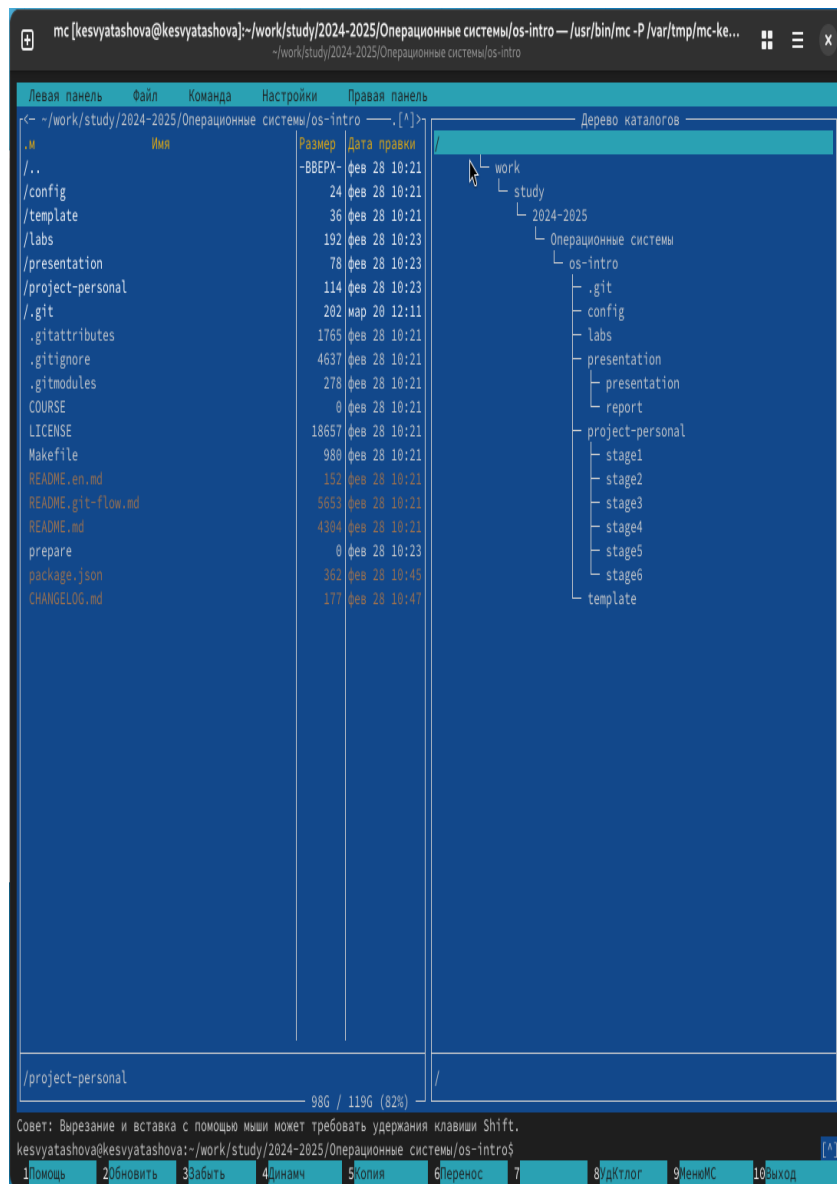 mc [kesvyatashova@kesvyatashova]:~/work/study/2024-2025/Операционные системы/os-intro — /usr/bin/mc -P /var/tmp/mc-ke...
~/work/study/2024-2025/Операционные системы/os-intro
Левая панель Файл Команда Настройки Правая панель
<- ~/work/study/2024-2025/Операционные системы/os-intro .[^]>
.м Имя Размер Дата правки
/.. -ВВЕРХ- фев 28 10:21
/config 24 фев 28 10:21
/template 36 фев 28 10:21
/labs 192 фев 28 10:23
/presentation 78 фев 28 10:23
/project-personal 114 фев 28 10:23
/.git 202 мар 20 12:11
.gitattributes 1765 фев 28 10:21
.gitignore 4637 фев 28 10:21
.gitmodules 278 фев 28 10:21
COURSE 0 фев 28 10:21
LICENSE 18657 фев 28 10:21
Makefile 980 фев 28 10:21
README.en.md 152 фев 28 10:21
README.git-flow.md 5653 фев 28 10:21
README.md 4304 фев 28 10:21
prepare 0 фев 28 10:23
package.json 362 фев 28 10:45
CHANGELOG.md 177 фев 28 10:47
/project-personal
98G / 119G (82%)
Дерево каталогов
/
work
study
2024-2025
Операционные системы
os-intro
.git
config
labs
presentation
presentation
report
project-personal
stage1
stage2
stage3
stage4
stage5
stage6
template
/
Совет: Вырезание и вставка с помощью мыши может требовать удержания клавиши Shift.
kesvyatashova@kesvyatashova:~/work/study/2024-2025/Операционные системы/os-intro$ [^]
1Помощь 2Обновить 3Забыть 4Динамч 5Копия 6Перенос 7 8УдКтлог 9МенюМС 10Выход